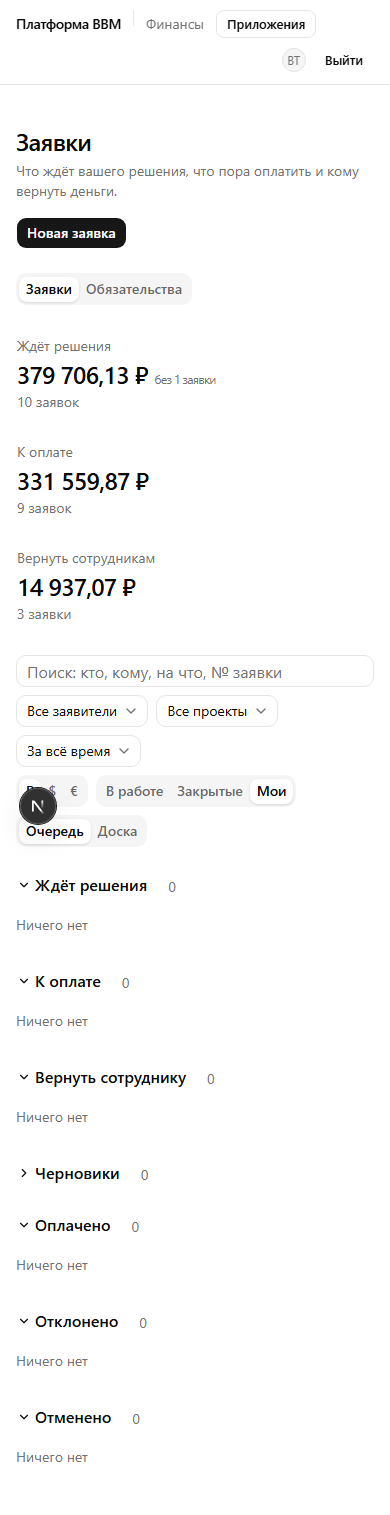 Платформа BBM Финансы Приложения
ВТ Выйти
Заявки
Что ждёт вашего решения, что пора оплатить и кому
вернуть деньги.
Новая заявка
Заявки Обязательства
Ждёт решения
379 706,13 ₽ без 1 заявки
10 заявок
К оплате
331 559,87 ₽
9 заявок
Вернуть сотрудникам
14 937,07 ₽
3 заявки
Поиск: кто, кому, на что, № заявки
Все заявители Все проекты
За всё время
$ € В работе Закрытые Мои
N
Очередь Доска
Ждёт решения 0
Ничего нет
К оплате 0
Ничего нет
Вернуть сотруднику 0
Ничего нет
Черновики 0
Оплачено 0
Ничего нет
Отклонено 0
Ничего нет
Отменено 0
Ничего нет